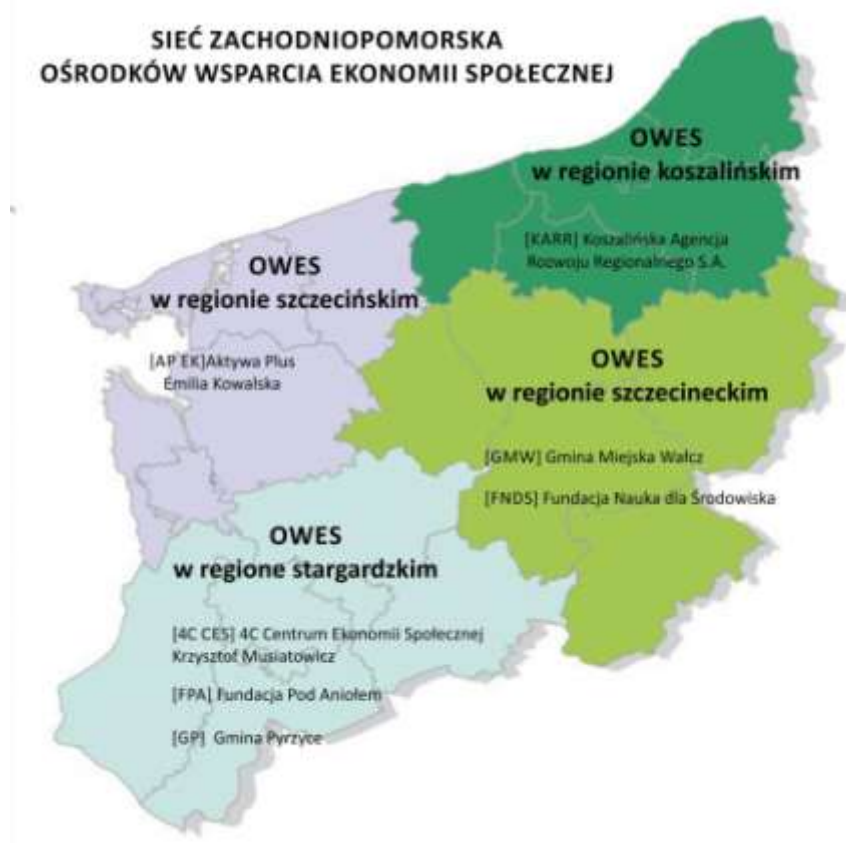 SIEĆ ZACHODNIOPOMORSKA
OŚRODKÓW WSPARCIA EKONOMII SPOŁECZNEJ
OWES
w regionie koszalińskim
[KARR] Koszalińska Agencja
Rozwoju Regionalnego S.A.
OWES
w regionie szczecińskim
[AP EK]Aktywa Plus
Emilia Kowalska
OWES
w regionie szczecineckim
[GMW] Gmina Miejska Wałcz
[FNDS] Fundacja Nauka dla Środowiska
OWES
w regione stargardzkim
[4C CES] 4C Centrum Ekonomii Społecznej
Krzysztof Musiatowicz
[FPA] Fundacja Pod Aniołem
[GP] Gmina Pyrzyce